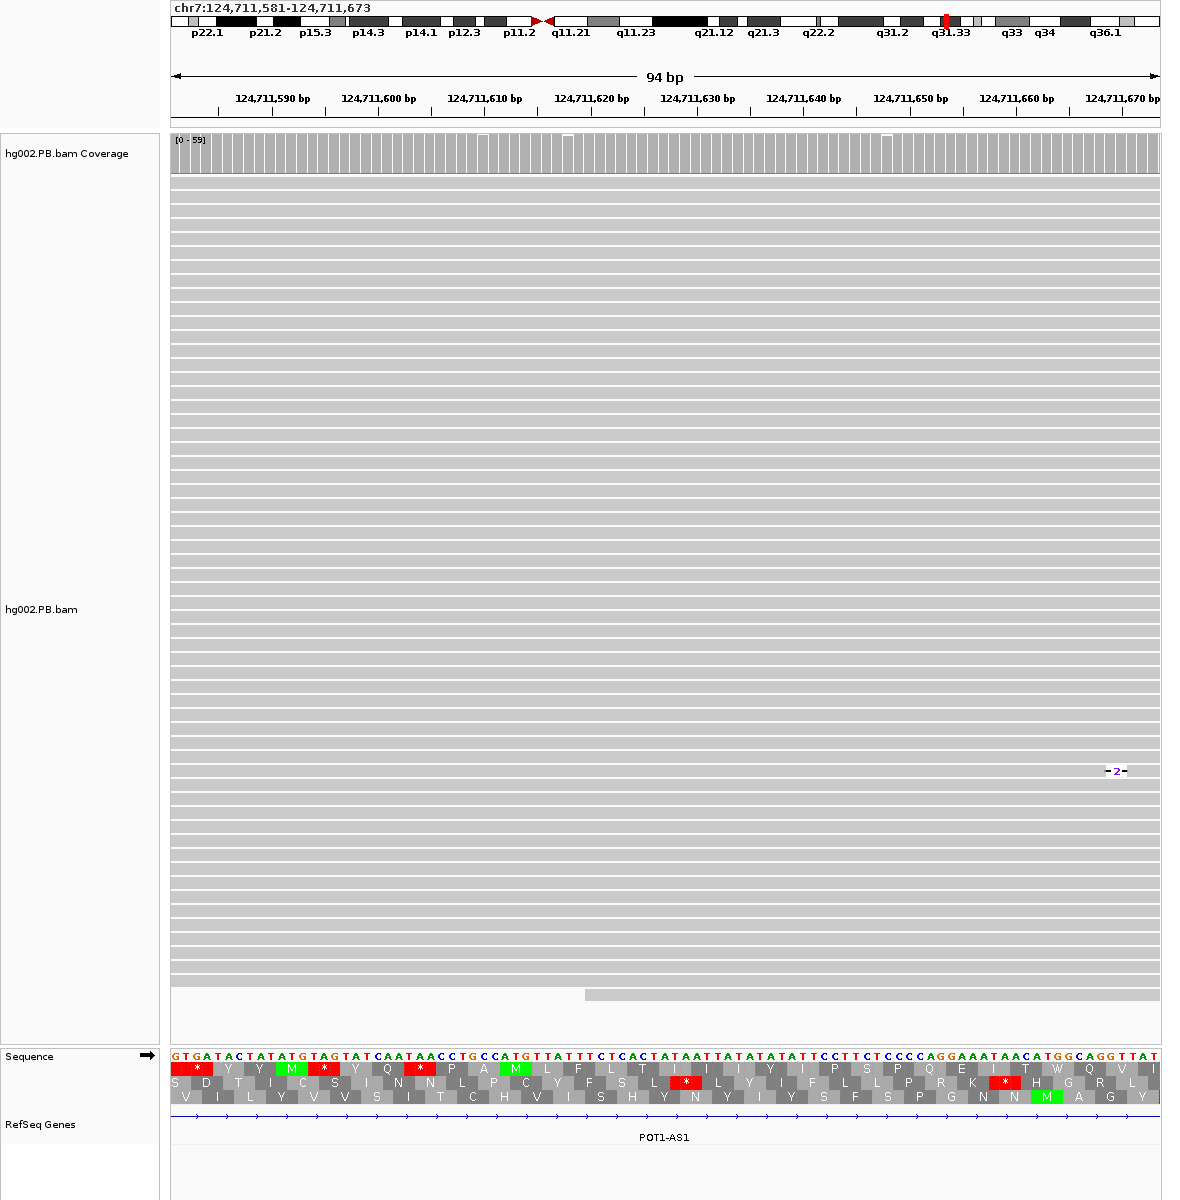 chr7:124,711,581-124,711,673
p22.1 p21.2 p15.3 p14.3 p14.1 p12.3 p11.2 q11.21 q11.23 q21.12 q21.3 q22.2 q31.2 q31.33 q33 q34 q36.1
94 bp
124,711,590 bp 124,711,600 bp 124,711,610 bp 124,711,620 bp 124,711,630 bp 124,711,640 bp 124,711,650 bp 124,711,660 bp 124,711,670 bp
[0 - 59]
hg002.PB.bam Coverage
hg002.PB.bam
2
Sequence
GTGATACTATATGTAGTATCAATAACCTGCCATGTTATTTCTCACTATAATTATATATATTCCTTCTCCCCAGGAAATAACATGGCAGGTTAT
* Y Y M * Y Q * P A M L F L T I I I Y I P S P Q E I T W Q V I
S D T I C S I N N L P C Y F S L * L Y I F L L P R K * H G R L
V I L Y V V S I T C H V I S H Y N Y I Y S F S P G N N M A G Y
RefSeq Genes
POT1-AS1